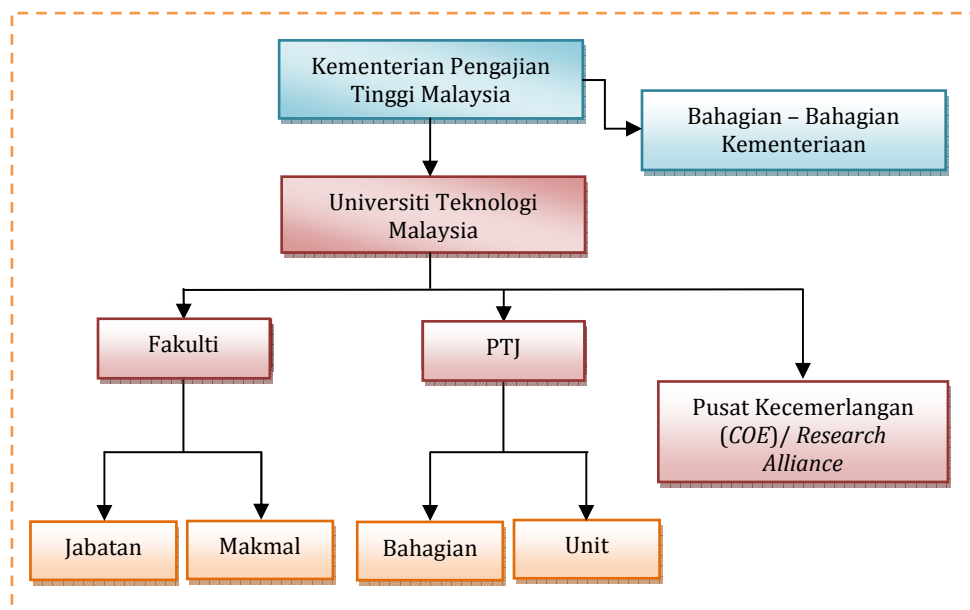 Kementerian Pengajian
Tinggi Malaysia
Bahagian – Bahagian
Kementeriaan
Universiti Teknologi
Malaysia
Fakulti
PTJ
Pusat Kecemerlangan
(COE)/ Research
Alliance
Jabatan
Makmal
Bahagian
Unit